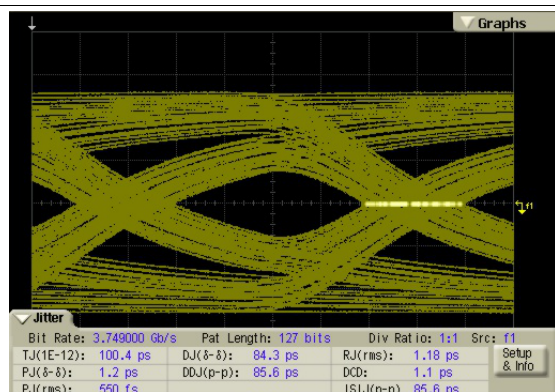 Graphs
f1
Jitter
Bit Rate: 3.749000 Gb/s Pat Length: 127 bits Div Ratio: 1:1 Src: f1
TJ(1E-12): 100.4 ps DJ(δ-δ): 84.3 ps RJ(rms): 1.18 ps Setup & Info
PJ(δ-δ): 1.2 ps DDJ(p-p): 85.6 ps DCD: 1.1 ps
PJ(rms): 550 fs ISI(p-p) 85.6 ps